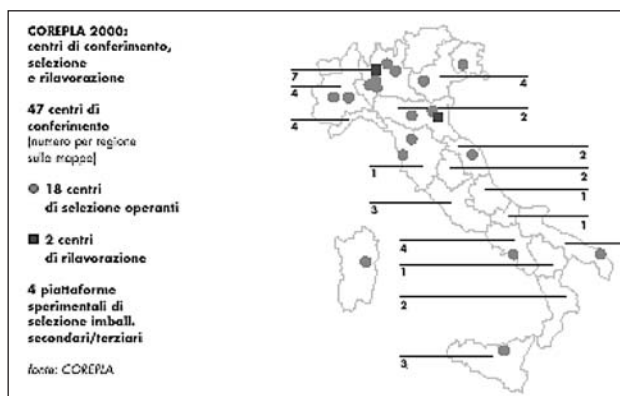 COREPLA 2000:
centri di conferimento,
selezione
e rilavorazione
47 centri di
conferimento
(numero per regione
sulla mappa)
18 centri
di selezione operanti
2 centri
di rilavorazione
4 piattaforme
sperimentali di
selezione imball.
secondari/terziari
fonte: COREPLA
7
4
4
4
2
1
3
2
2
1
1
4
1
2
3